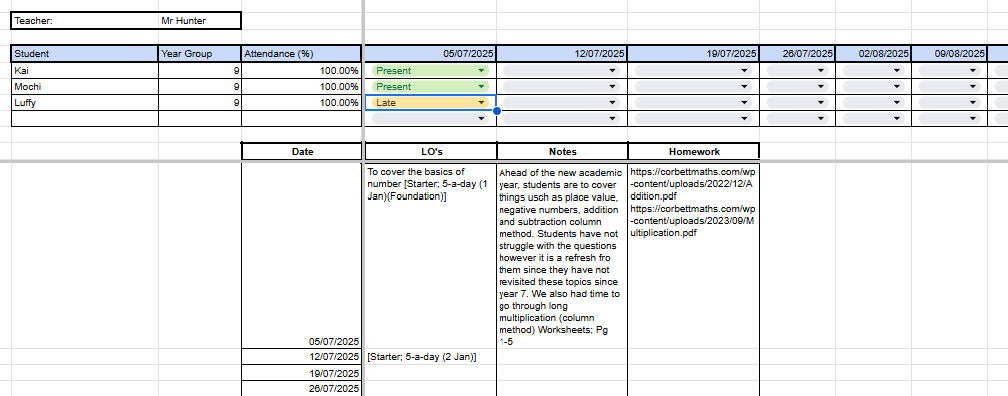 Teacher: Mr Hunter
Student Year Group Attendance (%) 05/07/2025 12/07/2025 19/07/2025 26/07/2025 02/08/2025 09/08/2025
Kai 9 100.00% Present
Mochi 9 100.00% Present
Luffy 9 100.00% Late
Date LO's Notes Homework
To cover the basics of
number [Starter; 5-a-day (1
Jan)(Foundation)]
Ahead of the new academic
year, students are to cover
things usch as place value,
negative numbers, addition
and subtraction column
method. Students have not
struggle with the questions
however it is a refresh fro
them since they have not
revisited these topics since
year 7. We also had time to
go through long
multiplication (column
method) Worksheets; Pg
1-5
https://corbettmaths.com/wp
-content/uploads/2022/12/A
ddition.pdf
https://corbettmaths.com/wp
-content/uploads/2023/09/M
ultiplication.pdf
05/07/2025
12/07/2025 [Starter; 5-a-day (2 Jan)]
19/07/2025
26/07/2025